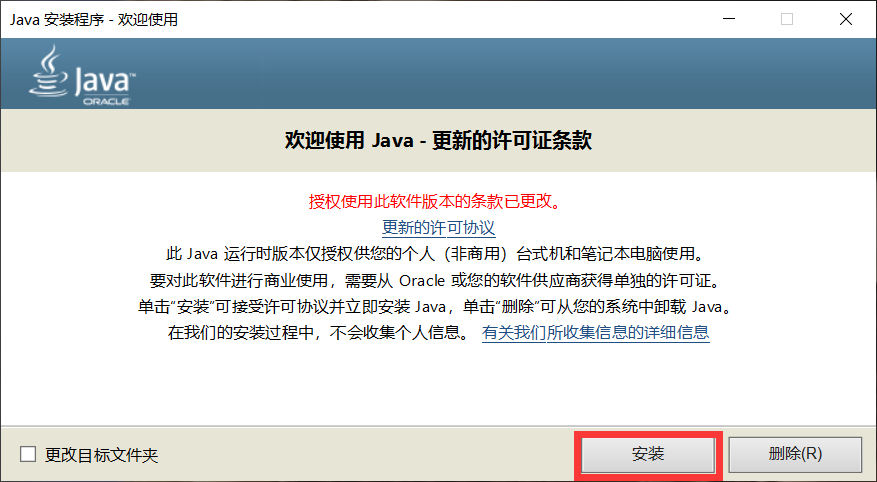 Java 安装程序 - 欢迎使用
Java™
ORACLE
欢迎使用 Java - 更新的许可证条款
授权使用此软件版本的条款已更改。
更新的许可协议
此 Java 运行时版本仅授权供您的个人（非商用）台式机和笔记本电脑使用。
要对此软件进行商业使用，需要从 Oracle 或您的软件供应商获得单独的许可证。
单击“安装”可接受许可协议并立即安装 Java，单击“删除”可从您的系统中卸载 Java。
在我们的安装过程中，不会收集个人信息。 有关我们所收集信息的详细信息
更改目标文件夹 安装 删除(R)